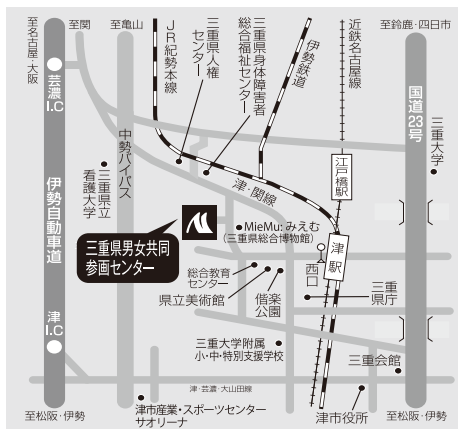 至名古屋・大阪
至関
至亀山
JR紀勢本線
三重県人権
センター
三重県身体障害者
総合福祉センター
伊勢鉄道
近鉄名古屋線
至鈴鹿・四日市
芸濃
I.C
中勢バイパス
国道23号
三重大学
三重県立
看護大学
江戸橋駅
津・関線
伊勢自動車道
MieMu:みえむ
(三重県総合博物館)
三重県男女共同
参画センター
津駅
西口
総合教育
センター
県立美術館
偕楽
公園
三重
県庁
津
I.C
三重大学附属
小・中・特別支援学校
三重会館
津・芸濃・大山田線
至松阪・伊勢
津市産業・スポーツセンター
サオリーナ
津市役所
至松阪・伊勢